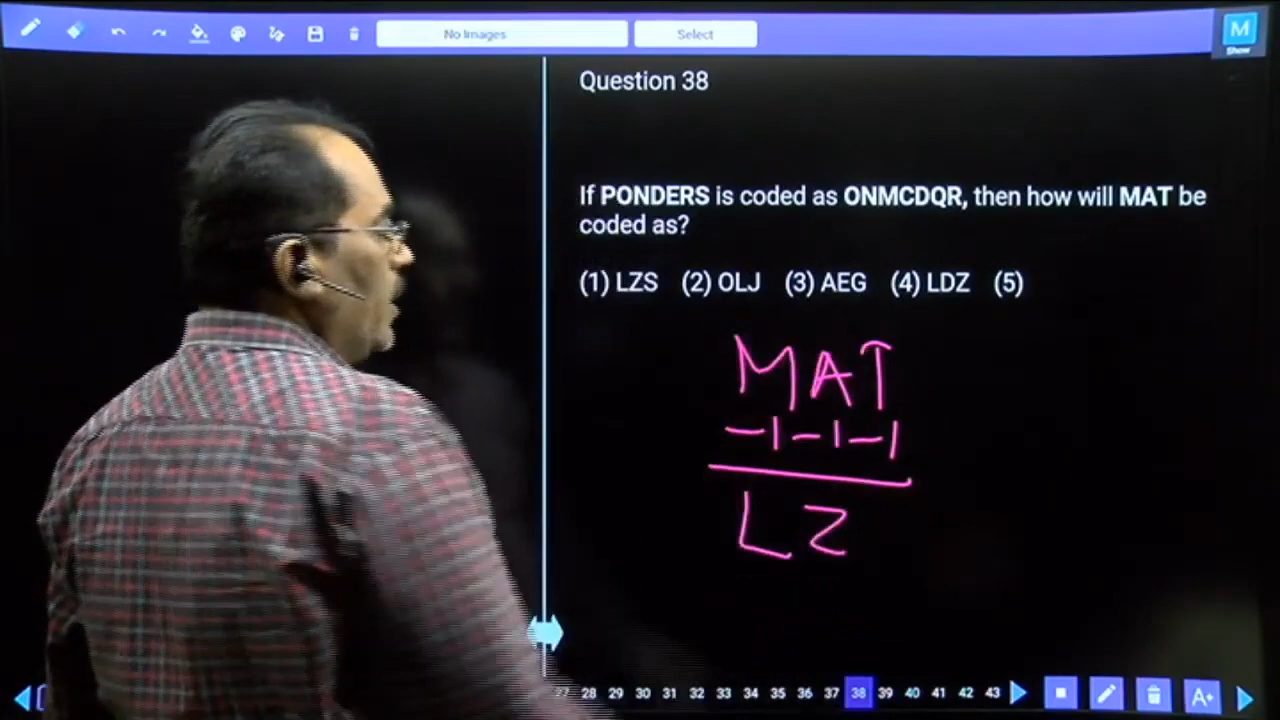 No Images
Select
M
Show
Question 38
If PONDERS is coded as ONMCDQR, then how will MAT be
coded as?
(1) LZS (2) OLJ (3) AEG (4) LDZ (5)
MAT
-1 -1 -1
LZ
27 28 29 30 31 32 33 34 35 36 37 38 39 40 41 42 43
A+